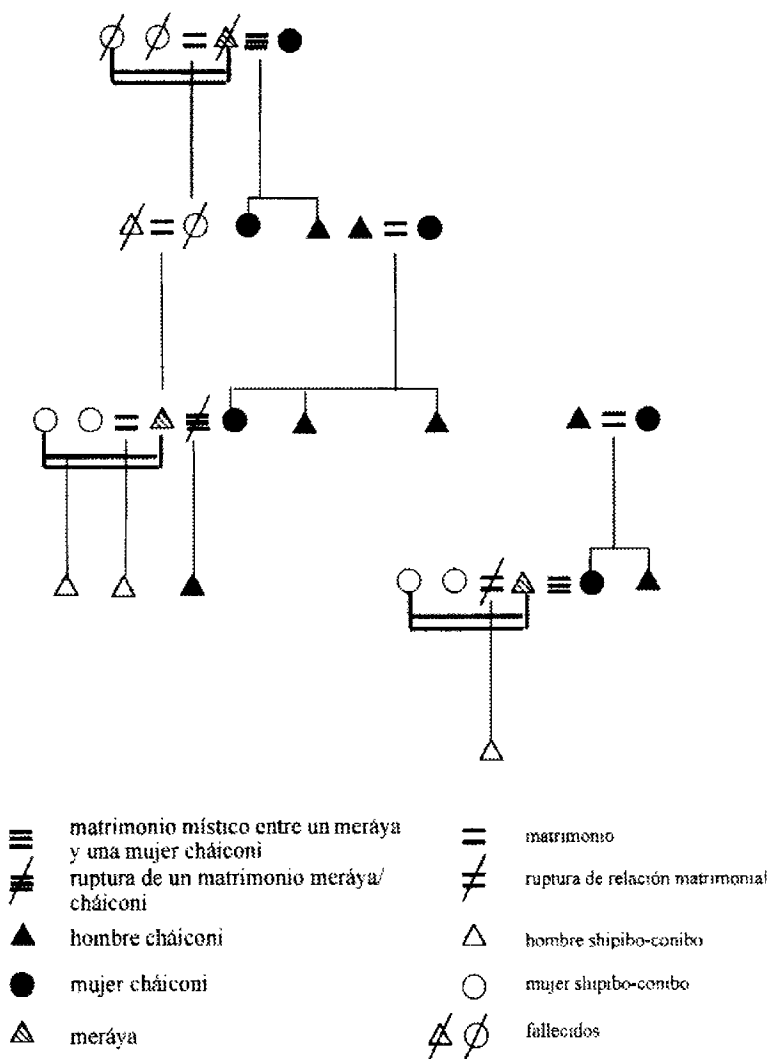 matrimonio místico entre un meráya
y una mujer cháiconi
ruptura de un matrimonio meráya/
cháiconi
hombre cháiconi
mujer cháiconi
meráya
matrimonio
ruptura de relación matrimonial
hombre shipibo-conibo
mujer shipibo-conibo
fallecidos